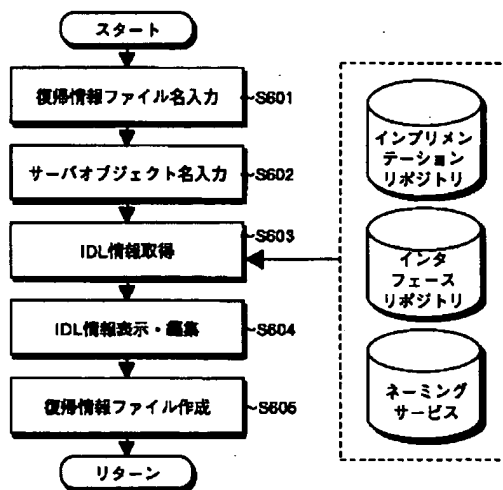 スタート
復帰情報ファイル名入力
S601
サーバオブジェクト名入力
S602
IDL情報取得
S603
IDL情報表示・編集
S604
復帰情報ファイル作成
S605
リターン
インプリメン
テーション
リポジトリ
インタ
フェース
リポジトリ
ネーミング
サービス